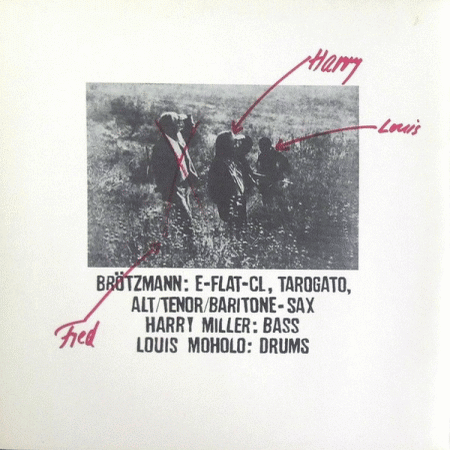 Harry
Louis
BRÖTZMANN: E-FLAT-CL, TAROGATO,
ALT/TENOR/BARITONE-SAX
HARRY MILLER: BASS
LOUIS MOHOLO: DRUMS
Fred